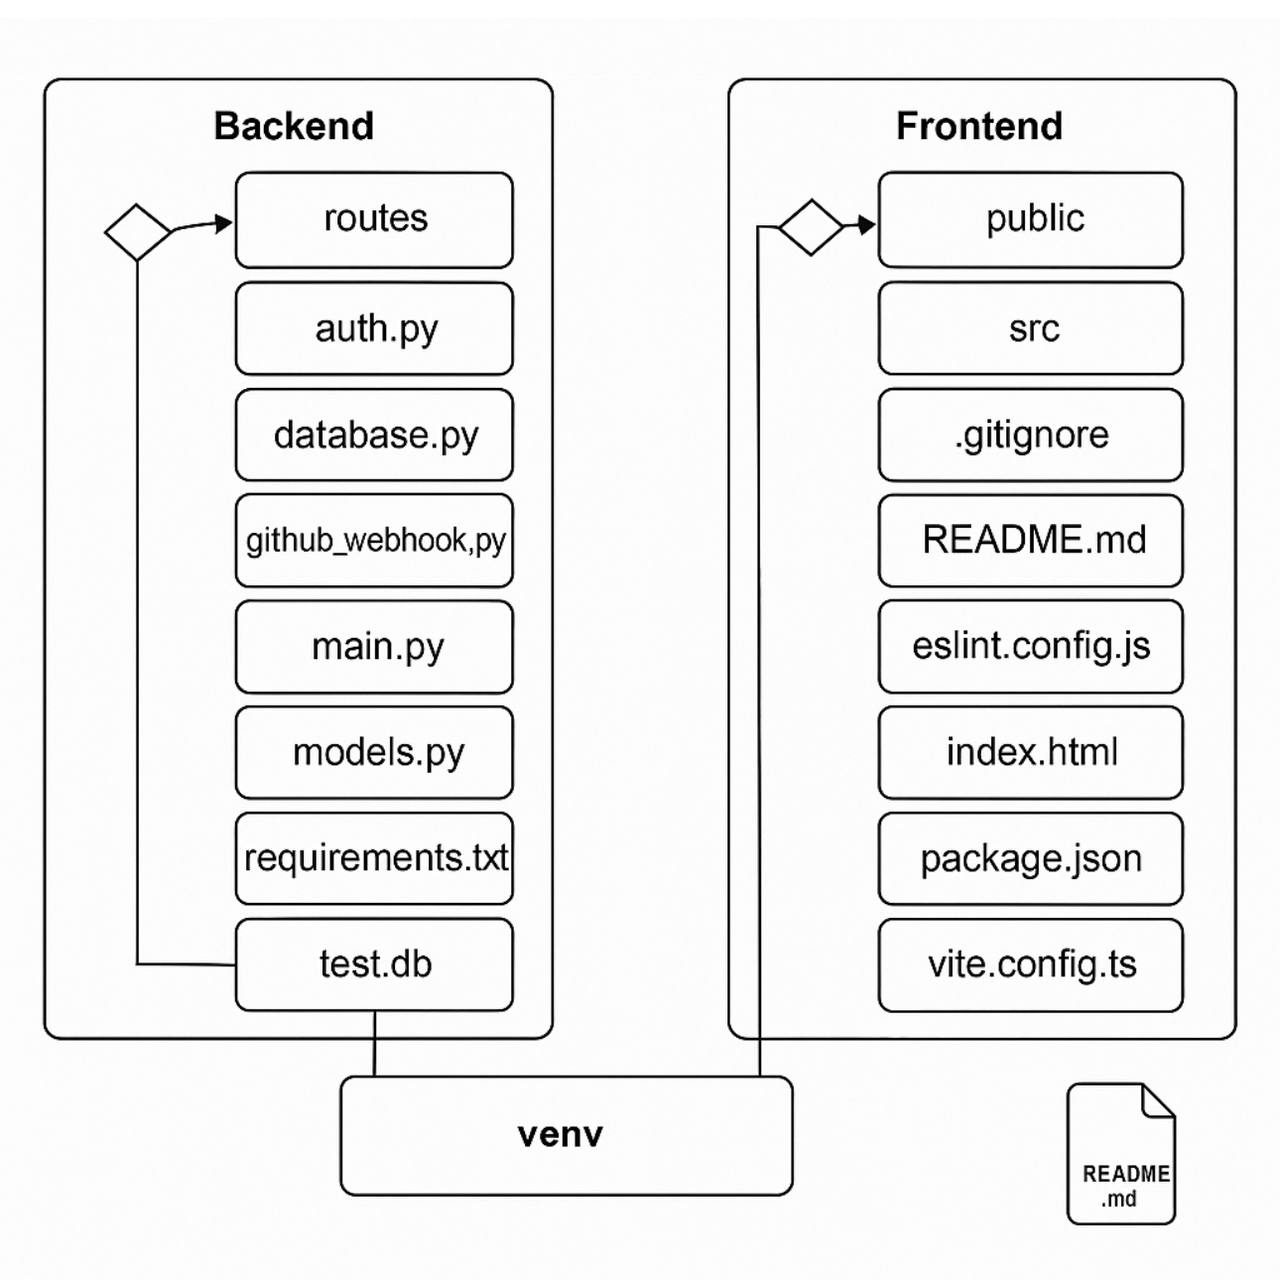 Backend
routes
auth.py
database.py
github_webhook,py
main.py
models.py
requirements.txt
test.db
Frontend
public
src
.gitignore
README.md
eslint.config.js
index.html
package.json
vite.config.ts
venv
README
.md